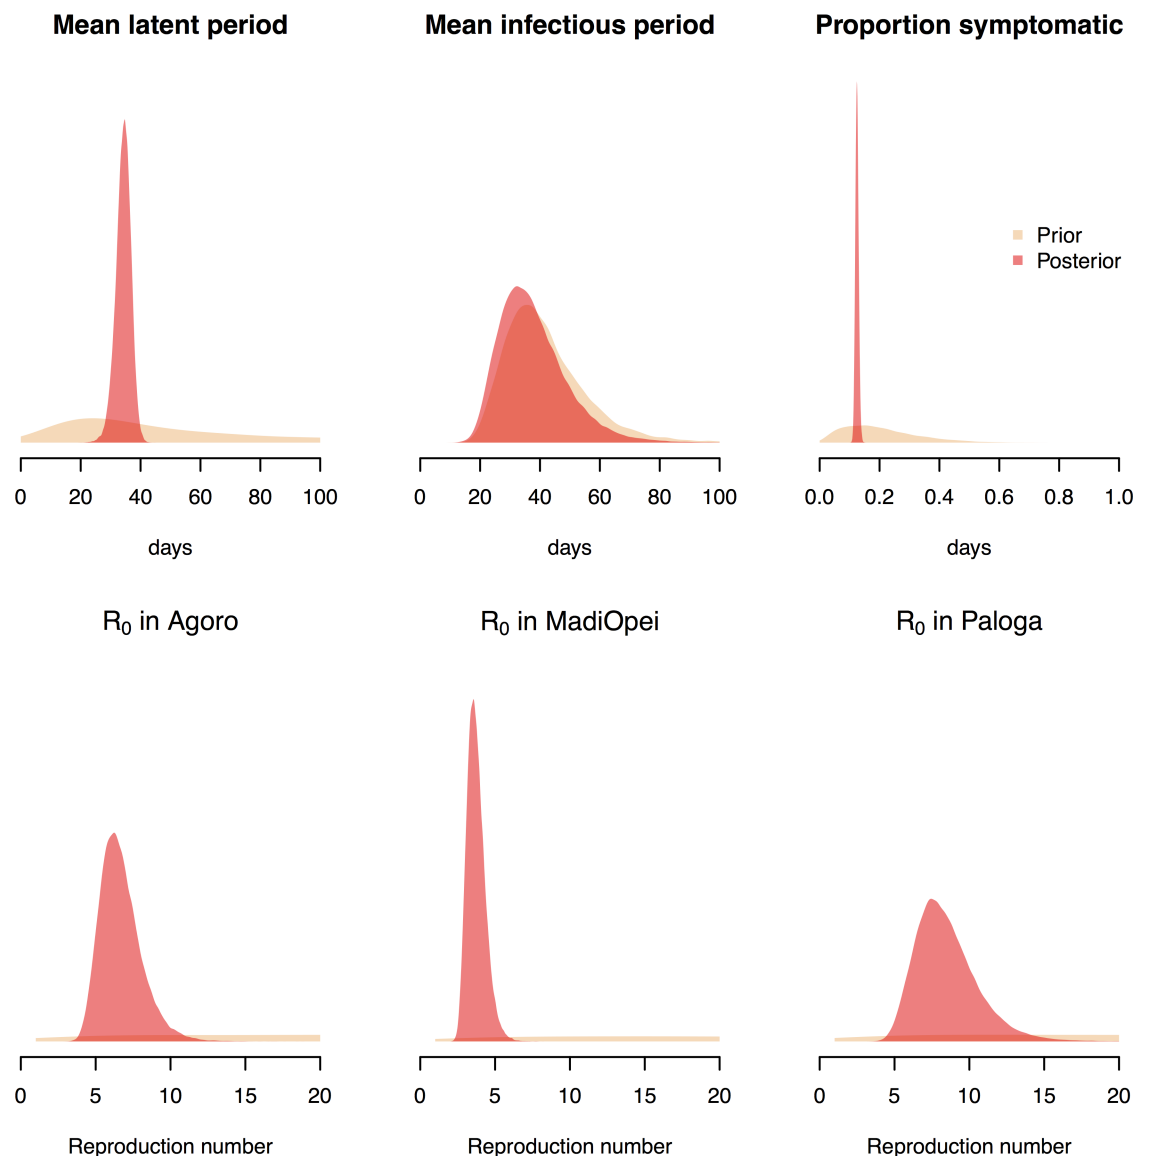 Mean latent period
Mean infectious period
Proportion symptomatic
Prior
Posterior
0 20 40 60 80 100
0 20 40 60 80 100
0.0 0.2 0.4 0.6 0.8 1.0
days
days
days
R₀ in Agoro
R₀ in MadiOpei
R₀ in Paloga
0 5 10 15 20
0 5 10 15 20
0 5 10 15 20
Reproduction number
Reproduction number
Reproduction number